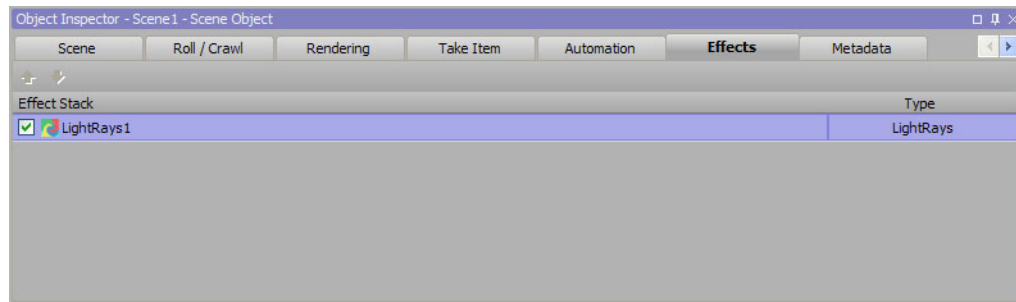 Object Inspector - Scene1 - Scene Object
Scene Roll / Crawl Rendering Take Item Automation Effects Metadata
Effect Stack Type
LightRays1 LightRays